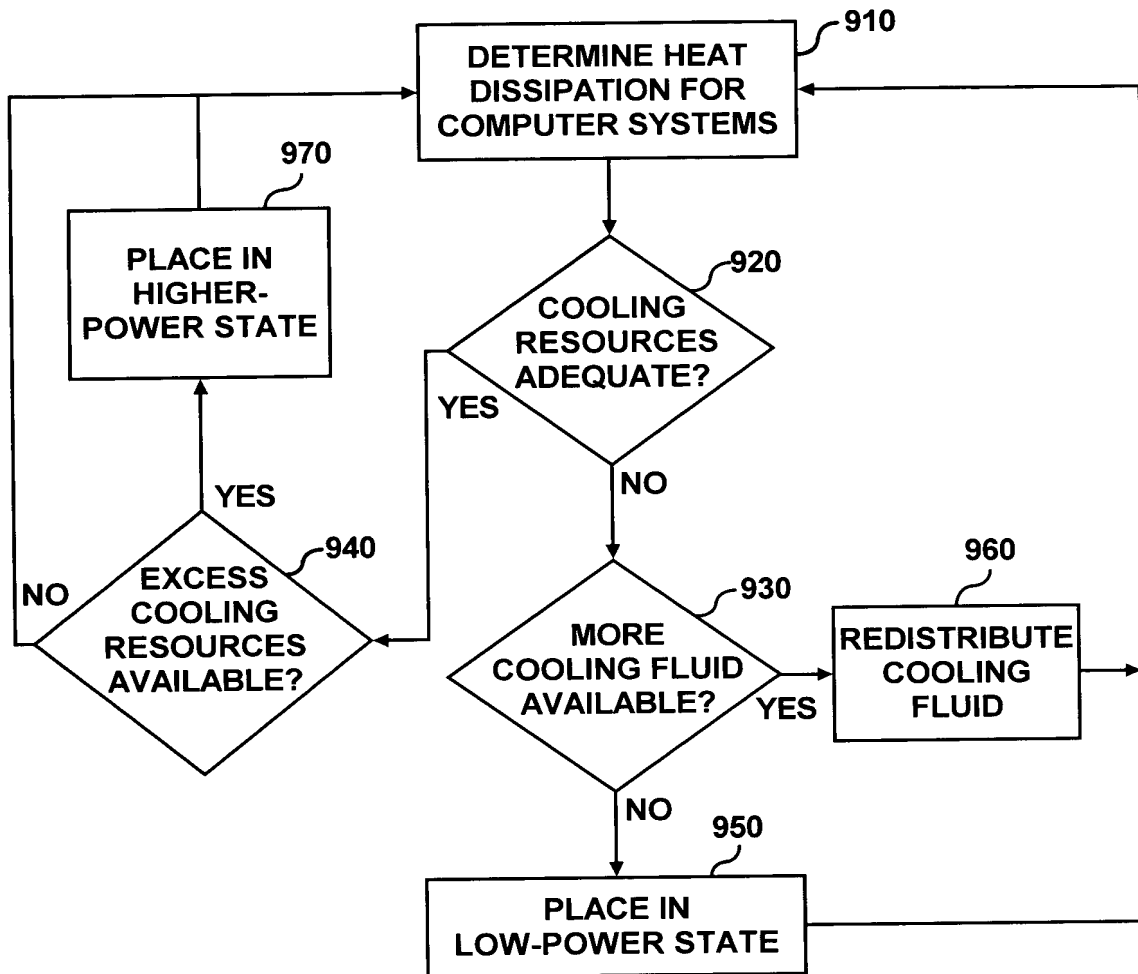 910
DETERMINE HEAT
DISSIPATION FOR
COMPUTER SYSTEMS
970
PLACE IN
HIGHER-
POWER STATE
920
COOLING
RESOURCES
ADEQUATE?
YES
NO
YES
940
EXCESS
COOLING
RESOURCES
AVAILABLE?
NO
930
MORE
COOLING FLUID
AVAILABLE?
YES
960
REDISTRIBUTE
COOLING
FLUID
NO
950
PLACE IN
LOW-POWER STATE